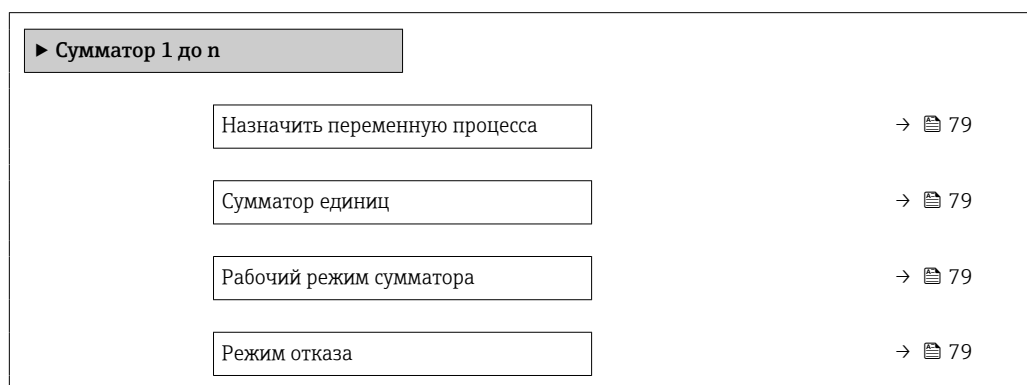 ► Сумматор 1 до n
Назначить переменную процесса → 79
Сумматор единиц → 79
Рабочий режим сумматора → 79
Режим отказа → 79